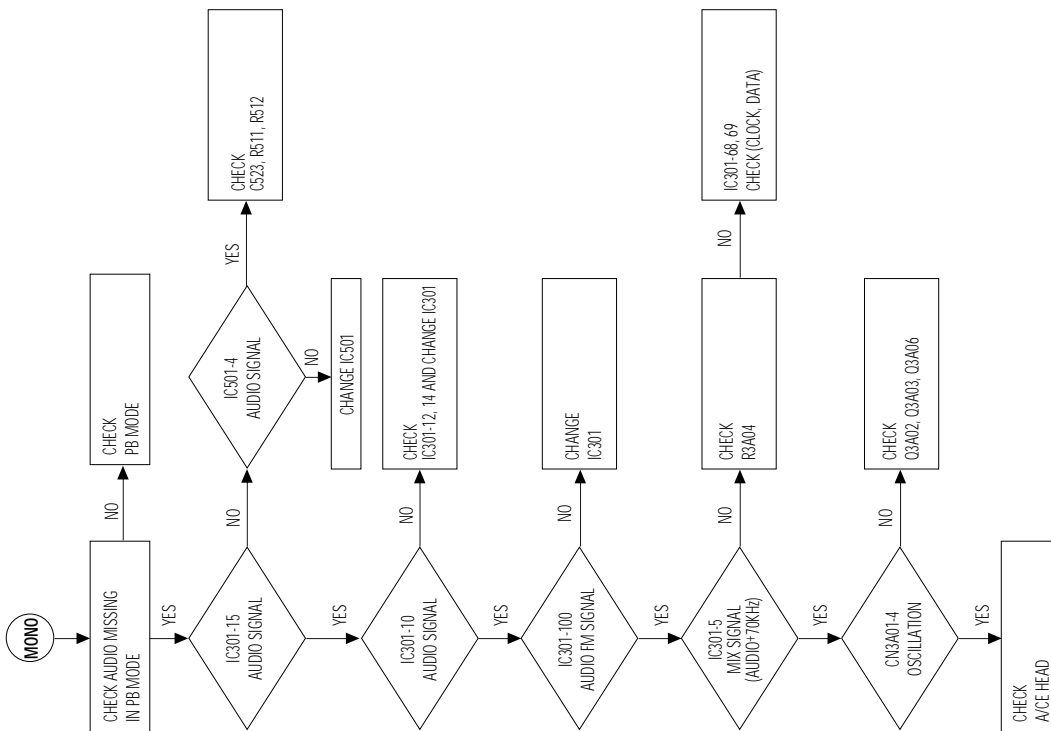 MONO
CHECK AUDIO MISSING
IN PB MODE
NO
CHECK
PB MODE
YES
IC301-15
AUDIO SIGNAL
NO
IC501-4
AUDIO SIGNAL
YES
CHECK
C523, R511, R512
NO
CHANGE IC501
YES
IC301-10
AUDIO SIGNAL
NO
CHECK
IC301-12, 14 AND CHANGE IC301
YES
IC301-100
AUDIO FM SIGNAL
NO
CHANGE
IC301
YES
IC301-5
MIX SIGNAL
(AUDIO+70KHz)
NO
CHECK
R3A04
NO
IC301-68, 69
CHECK (CLOCK, DATA)
YES
CN3A01-4
OSCILLATION
NO
CHECK
Q3A02, Q3A03, Q3A06
YES
CHECK
A/CE HEAD